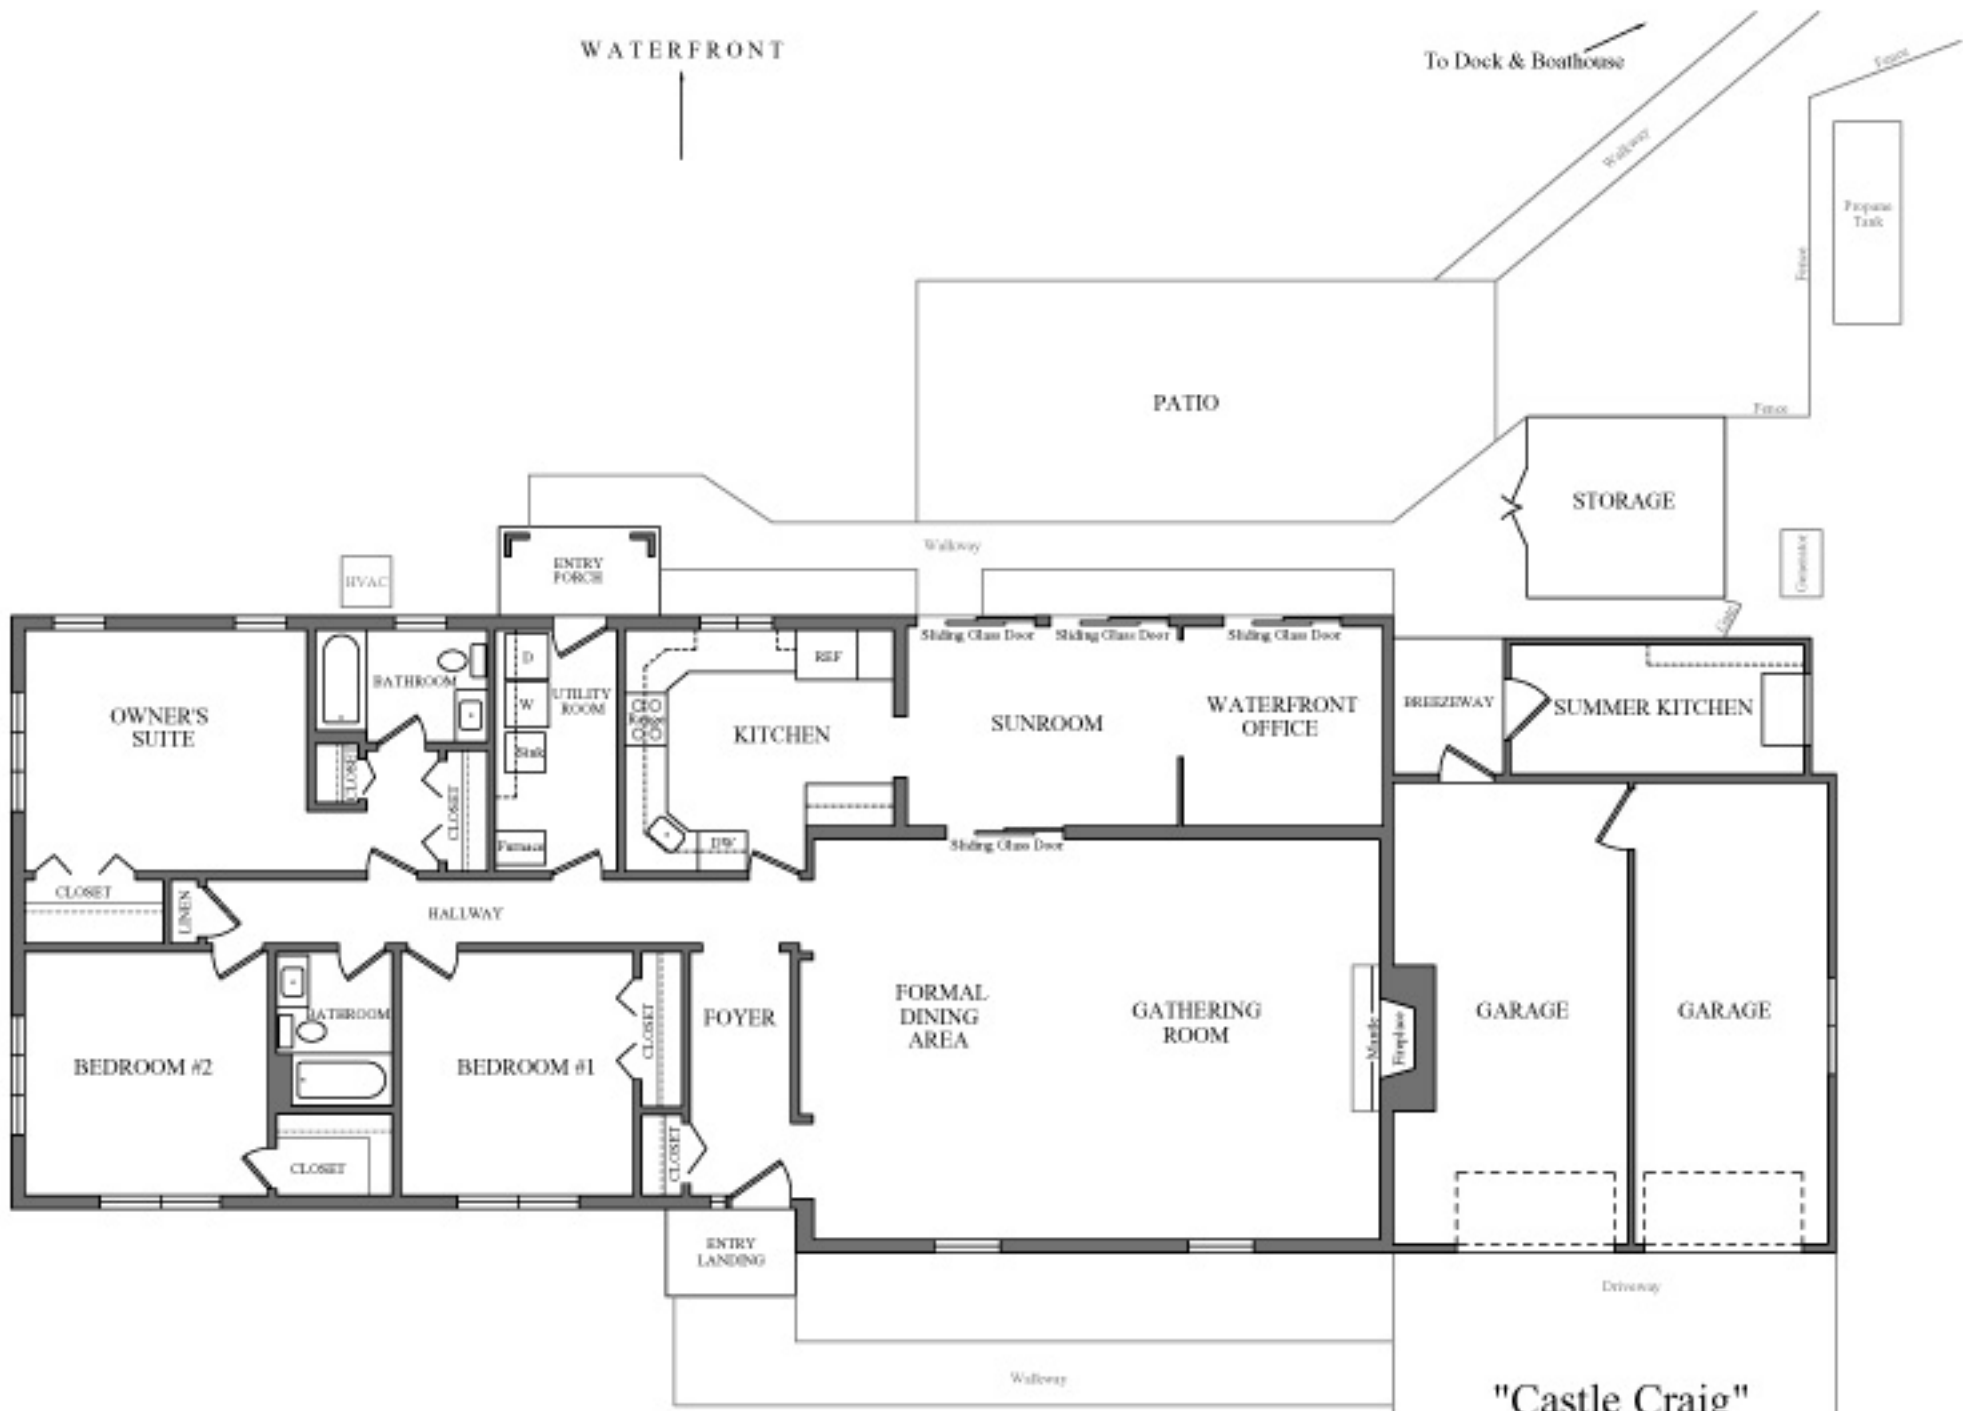 WATERFRONT
To Dock & Boathouse
Fence
Walkway
Propane
Tank
Fence
PATIO
Fence
STORAGE
Walkway
Generator
Gate
HVAC
ENTRY
PORCH
Sliding Glass Door
Sliding Glass Door
Sliding Glass Door
D
REF
BATHROOM
UTILITY
ROOM
W
OWNER'S
SUITE
Range
KITCHEN
SUNROOM
WATERFRONT
OFFICE
BREEZEWAY
SUMMER KITCHEN
Sink
CLOSET
CLOSET
Furnace
DW
Sliding Glass Door
CLOSET
LINEN
HALLWAY
FORMAL
DINING
AREA
GATHERING
ROOM
Mantle
Fireplace
GARAGE
GARAGE
FOYER
BATHROOM
CLOSET
BEDROOM #2
BEDROOM #1
CLOSET
CLOSET
ENTRY
LANDING
Driveway
Walkway
"Castle Craig"